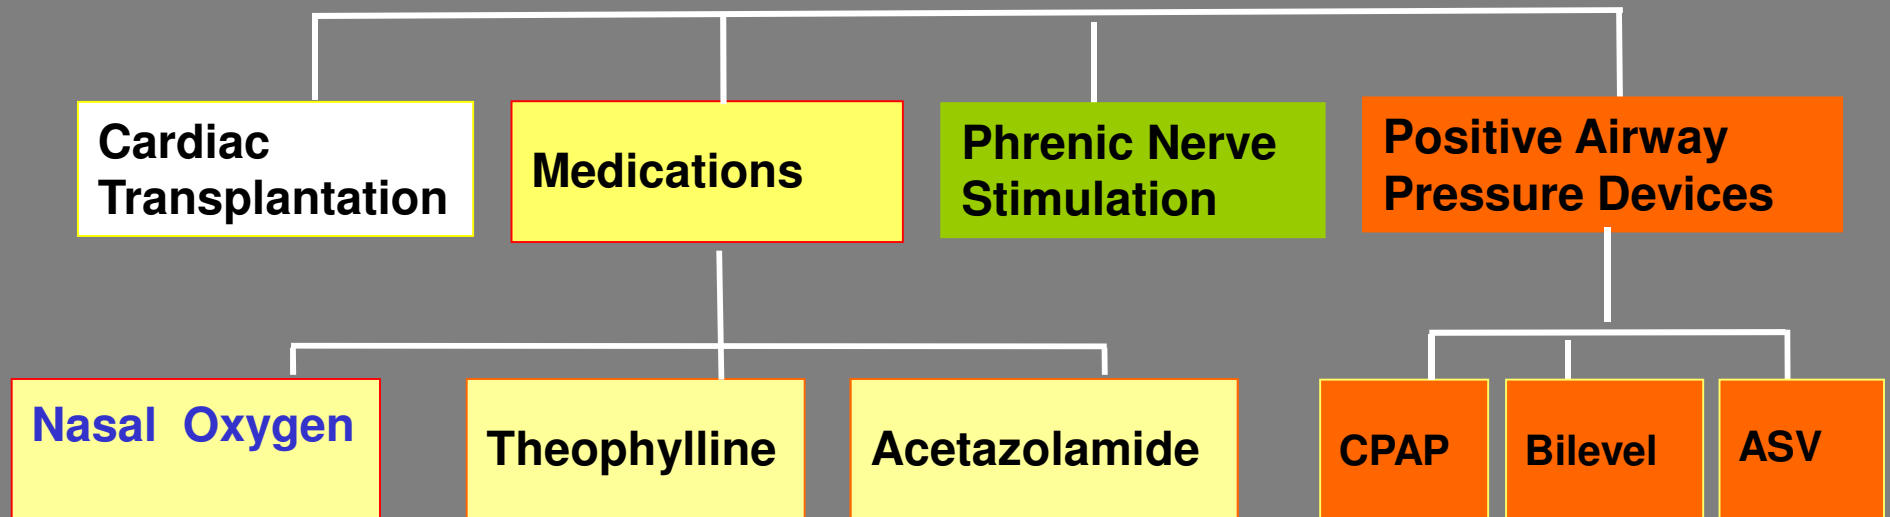 Cardiac
Transplantation
Medications
Phrenic Nerve
Stimulation
Positive Airway
Pressure Devices
Nasal Oxygen
Theophylline
Acetazolamide
CPAP
Bilevel
ASV